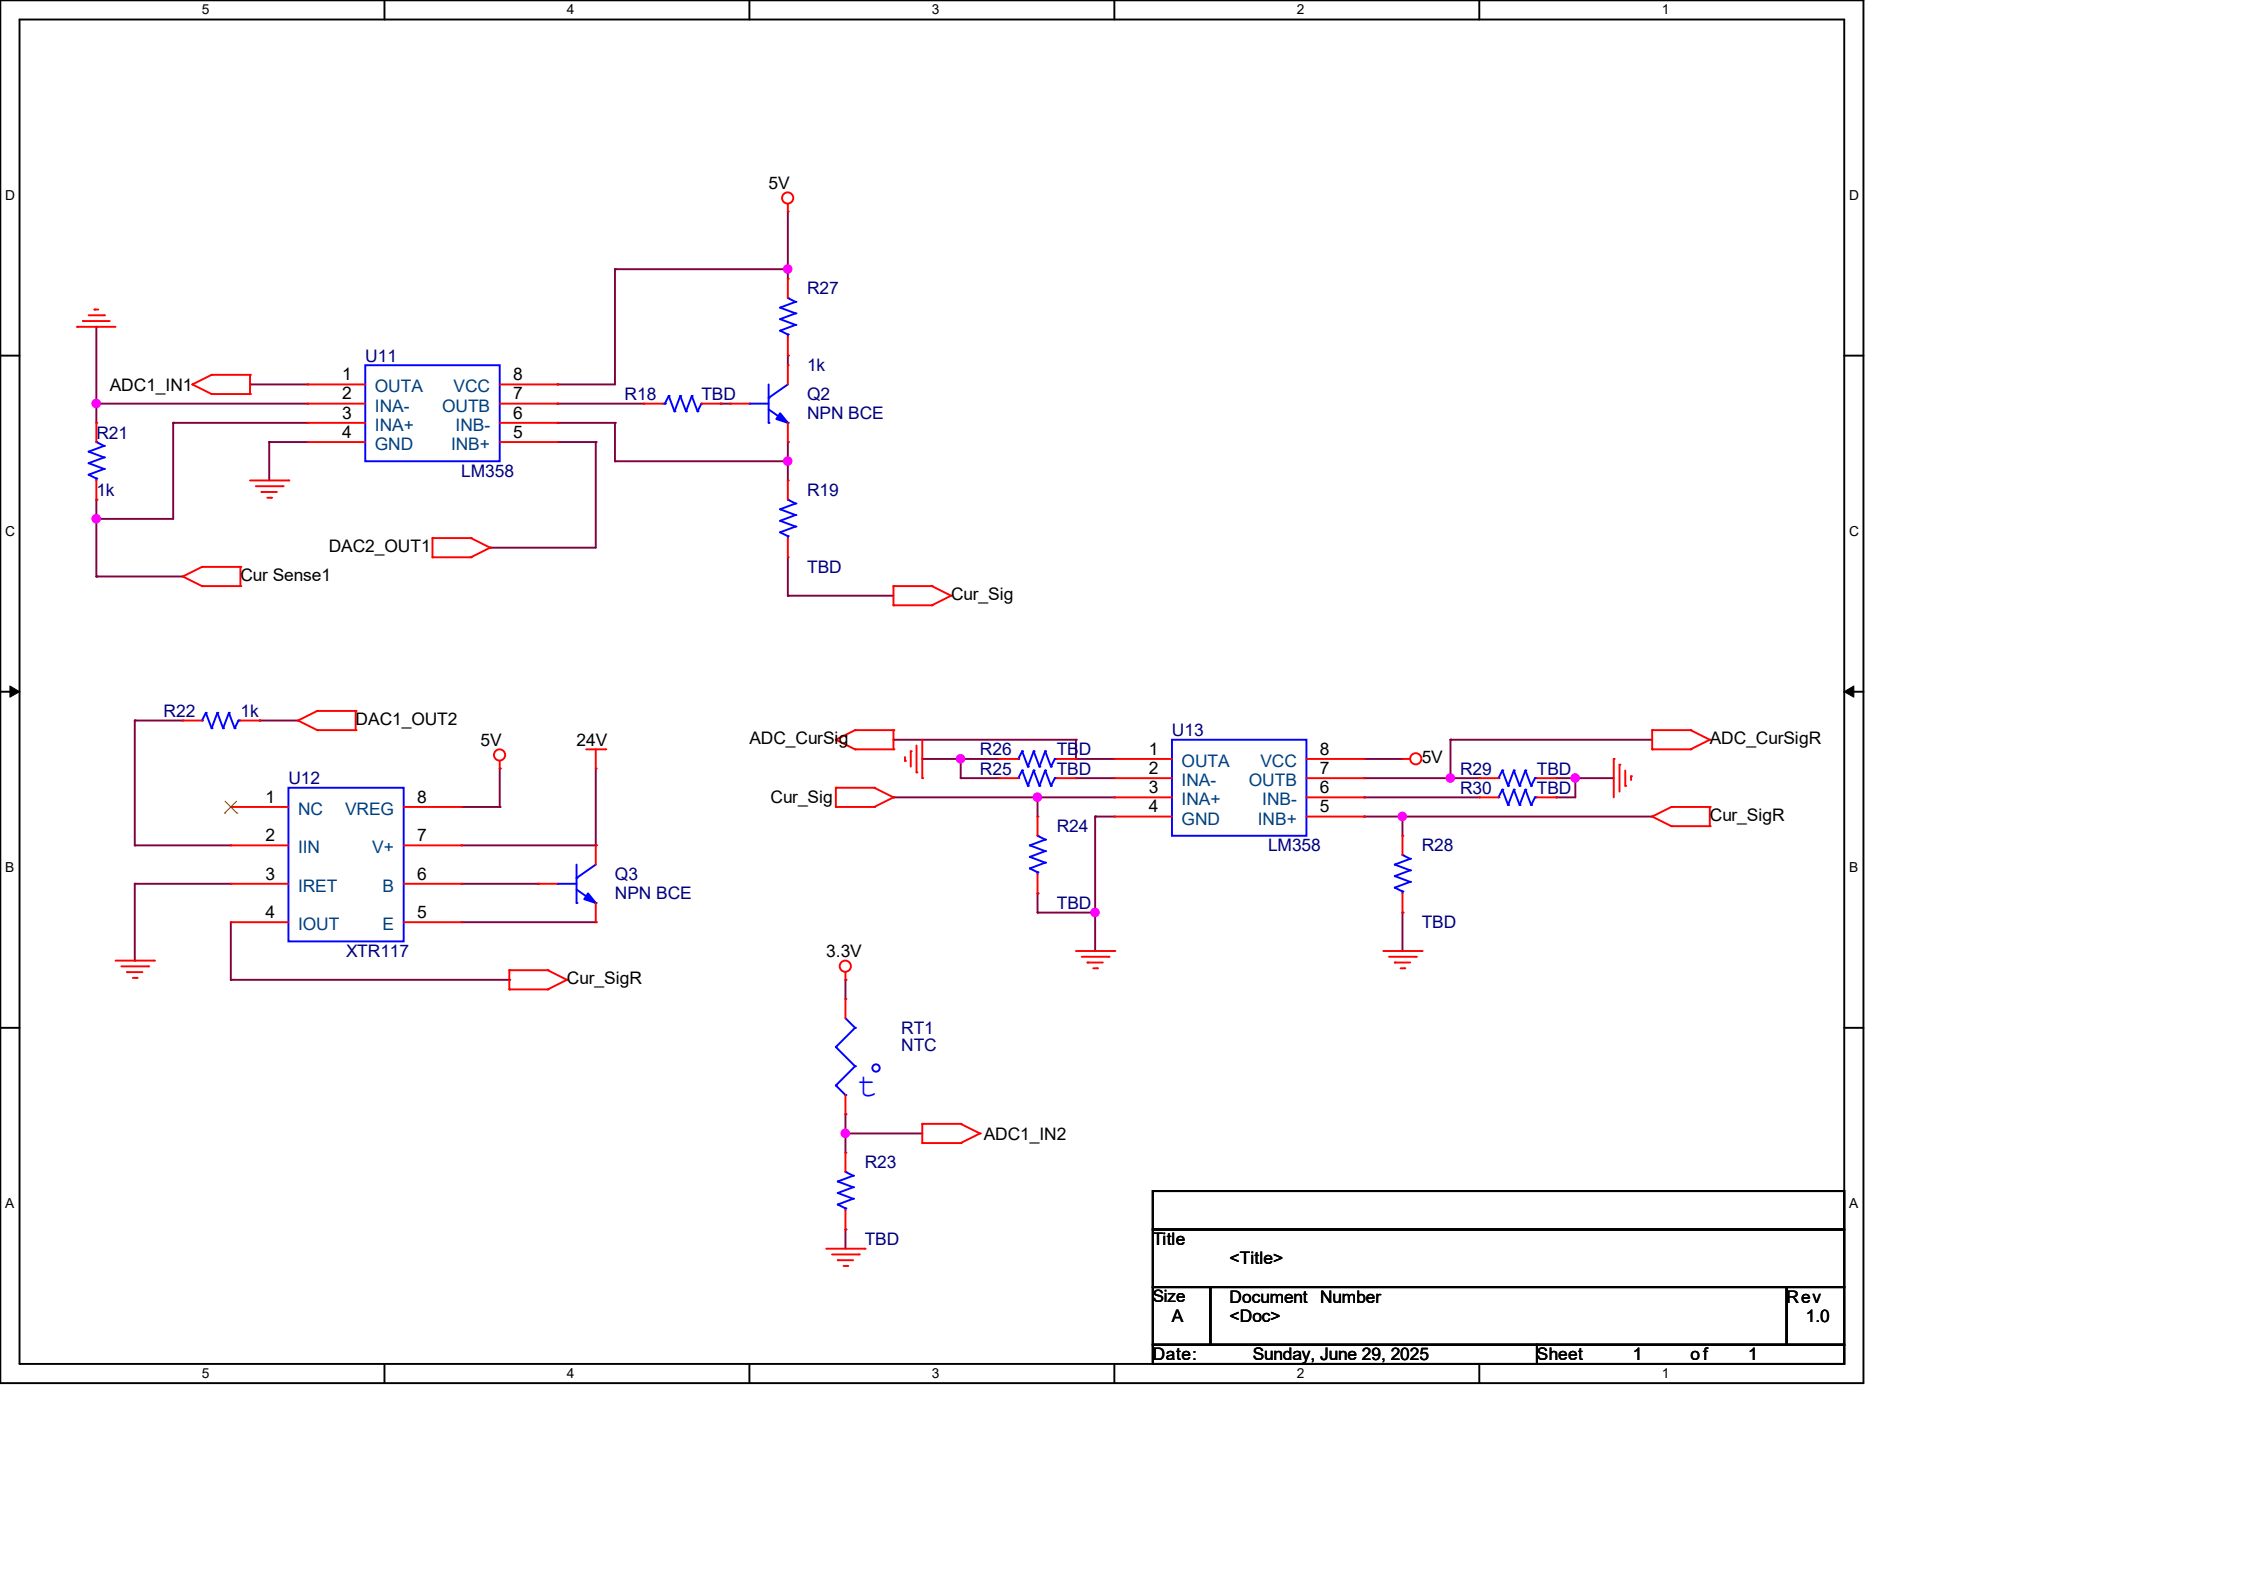 5 4 3 2 1
D D
C C
B B
A A
5V
R27
1k
U11
ADC1_IN1
1 OUTA VCC 8
2 INA- OUTB 7
3 INA+ INB- 6
4 GND INB+ 5
LM358
R18 TBD
Q2
NPN BCE
R21
1k
R19
TBD
DAC2_OUT1
Cur Sense1
Cur_Sig
R22 1k DAC1_OUT2
5V 24V
U12
1 NC VREG 8
2 IIN V+ 7
3 IRET B 6
4 IOUT E 5
XTR117
Q3
NPN BCE
Cur_SigR
ADC_CurSig
R26 TBD
R25 TBD
Cur_Sig
R24
TBD
U13
1 OUTA VCC 8
2 INA- OUTB 7
3 INA+ INB- 6
4 GND INB+ 5
LM358
5V
ADC_CurSigR
R29 TBD
R30 TBD
Cur_SigR
R28
TBD
3.3V
RT1
NTC
t°
ADC1_IN2
R23
TBD
Title
<Title>
Size
A
Document Number
<Doc>
Rev
1.0
Date: Sunday, June 29, 2025 Sheet 1 of 1
5 4 3 2 1